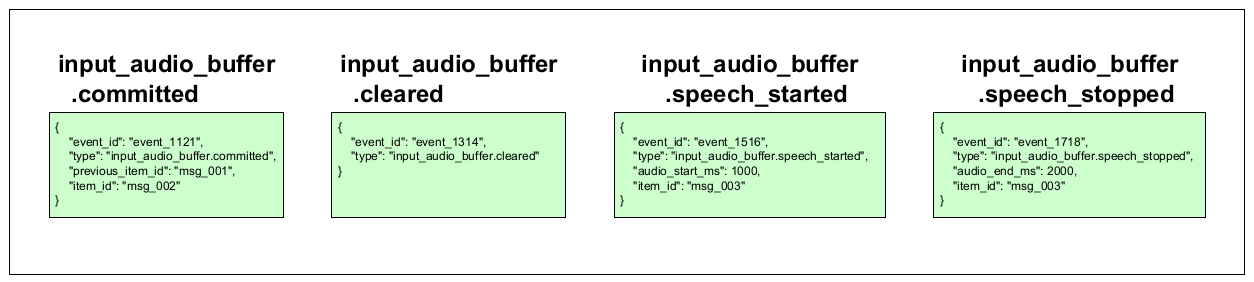 input_audio_buffer
.committed
{
"event_id": "event_1121",
"type": "input_audio_buffer.committed",
"previous_item_id": "msg_001",
"item_id": "msg_002"
}
input_audio_buffer
.cleared
{
"event_id": "event_1314",
"type": "input_audio_buffer.cleared"
}
input_audio_buffer
.speech_started
{
"event_id": "event_1516",
"type": "input_audio_buffer.speech_started",
"audio_start_ms": 1000,
"item_id": "msg_003"
}
input_audio_buffer
.speech_stopped
{
"event_id": "event_1718",
"type": "input_audio_buffer.speech_stopped",
"audio_end_ms": 2000,
"item_id": "msg_003"
}